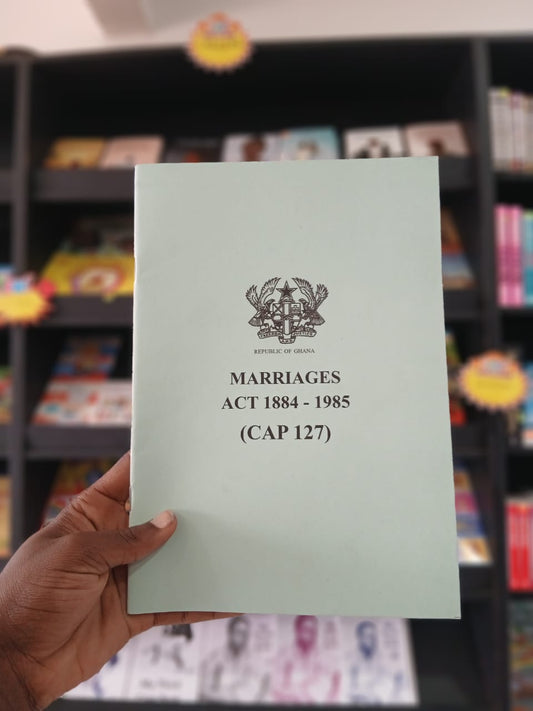 REPUBLIC OF GHANA
MARRIAGES
ACT 1884 - 1985
(CAP 127)